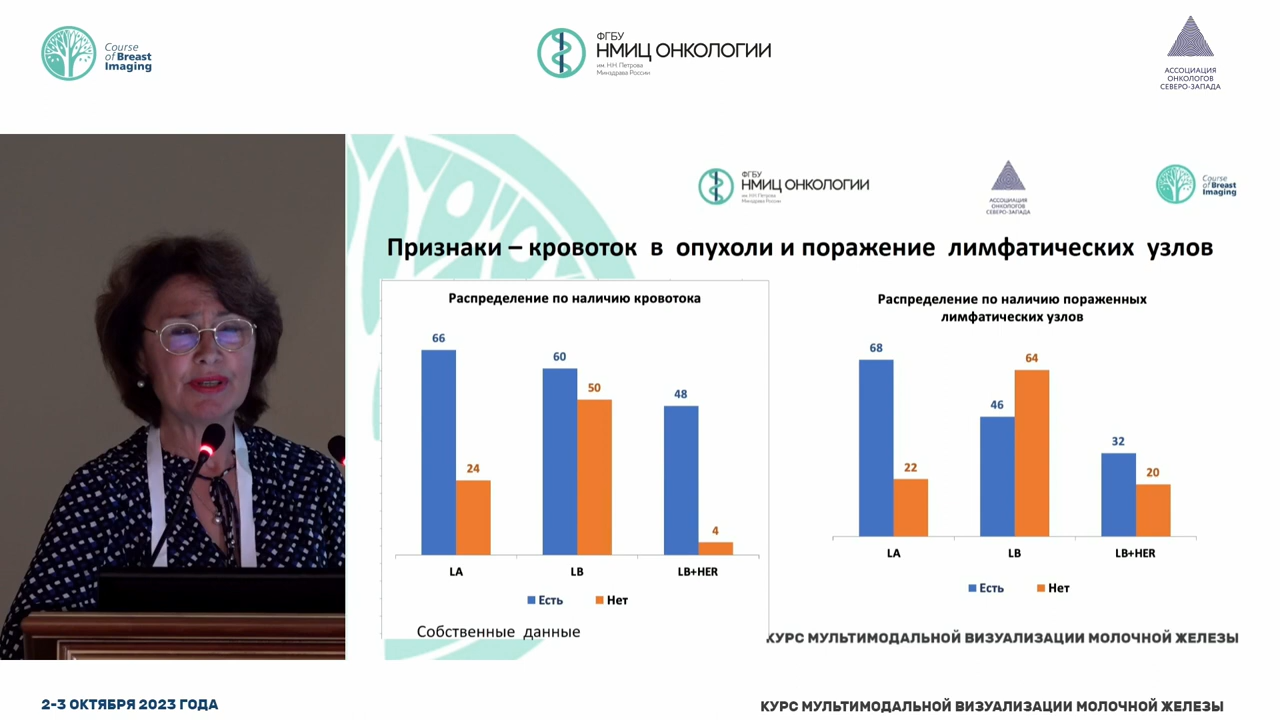 Course
of Breast
Imaging
ФГБУ
НМИЦ ОНКОЛОГИИ
им. Н.Н. Петрова
Минздрава России
АССОЦИАЦИЯ
ОНКОЛОГОВ
СЕВЕРО-ЗАПАДА
ФГБУ
НМИЦ ОНКОЛОГИИ
им. Н.Н. Петрова
Минздрава России
АССОЦИАЦИЯ
ОНКОЛОГОВ
СЕВЕРО-ЗАПАДА
Course
of Breast
Imaging
Признаки – кровоток в опухоли и поражение лимфатических узлов
Распределение по наличию кровотока
66
24
60
50
48
4
LA
LB
LB+HER
Есть
Нет
Собственные данные
Распределение по наличию пораженных
лимфатических узлов
68
22
46
64
32
20
LA
LB
LB+HER
Есть
Нет
КУРС МУЛЬТИМОДАЛЬНОЙ ВИЗУАЛИЗАЦИИ МОЛОЧНОЙ ЖЕЛЕЗЫ
2-3 ОКТЯБРЯ 2023 ГОДА
КУРС МУЛЬТИМОДАЛЬНОЙ ВИЗУАЛИЗАЦИИ МОЛОЧНОЙ ЖЕЛЕЗЫ